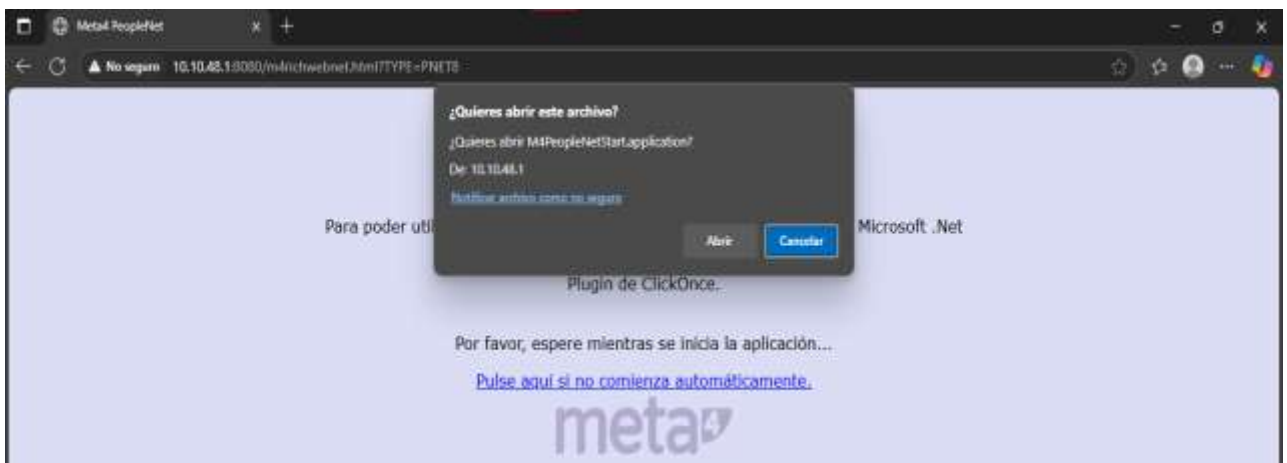 Meta4 PeopleNet
No seguro 10.10.48.1:8080/m4richwebnet.html?TYPE=PNET8
¿Quieres abrir este archivo?
¿Quieres abrir M4PeopleNetStart.application?
De: 10.10.48.1
Notificar archivo como no seguro
Abrir Cancelar
Para poder uti Microsoft .Net
Plugin de ClickOnce.
Por favor, espere mientras se inicia la aplicación...
Pulse aquí si no comienza automáticamente.
meta4